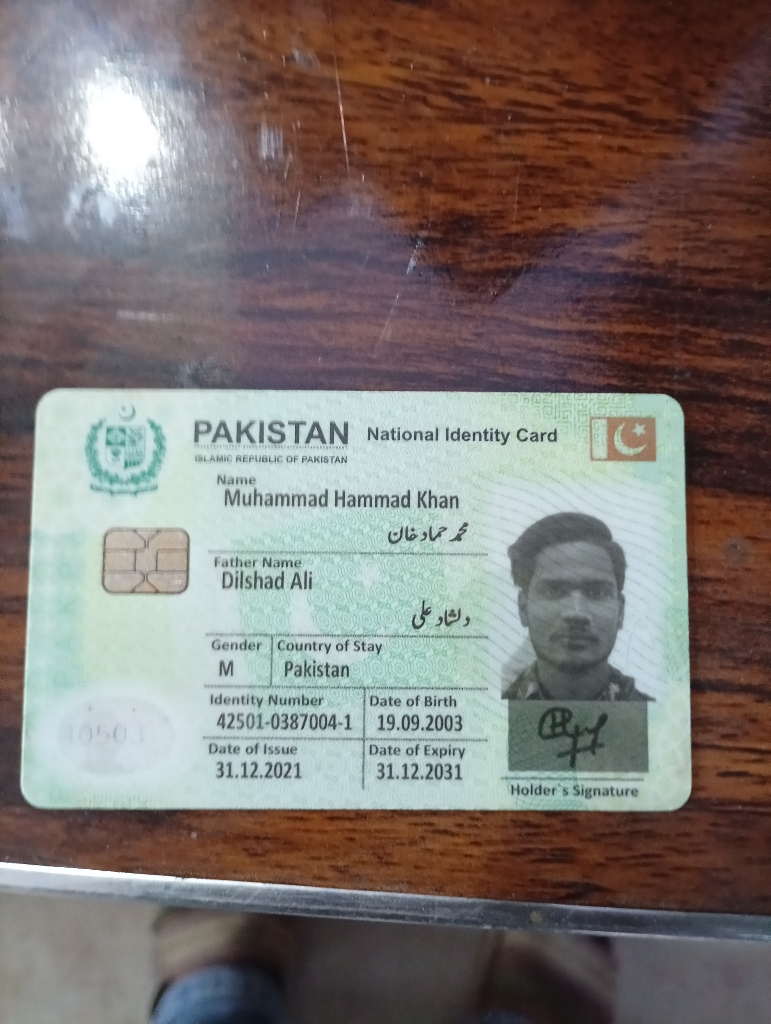 PAKISTAN National Identity Card
ISLAMIC REPUBLIC OF PAKISTAN
Name
Muhammad Hammad Khan
محمد حماد خان
Father Name
Dilshad Ali
دلشاد علی
Gender Country of Stay
M Pakistan
Identity Number Date of Birth
42501-0387004-1 19.09.2003
Date of Issue Date of Expiry
31.12.2021 31.12.2031
Holder`s Signature